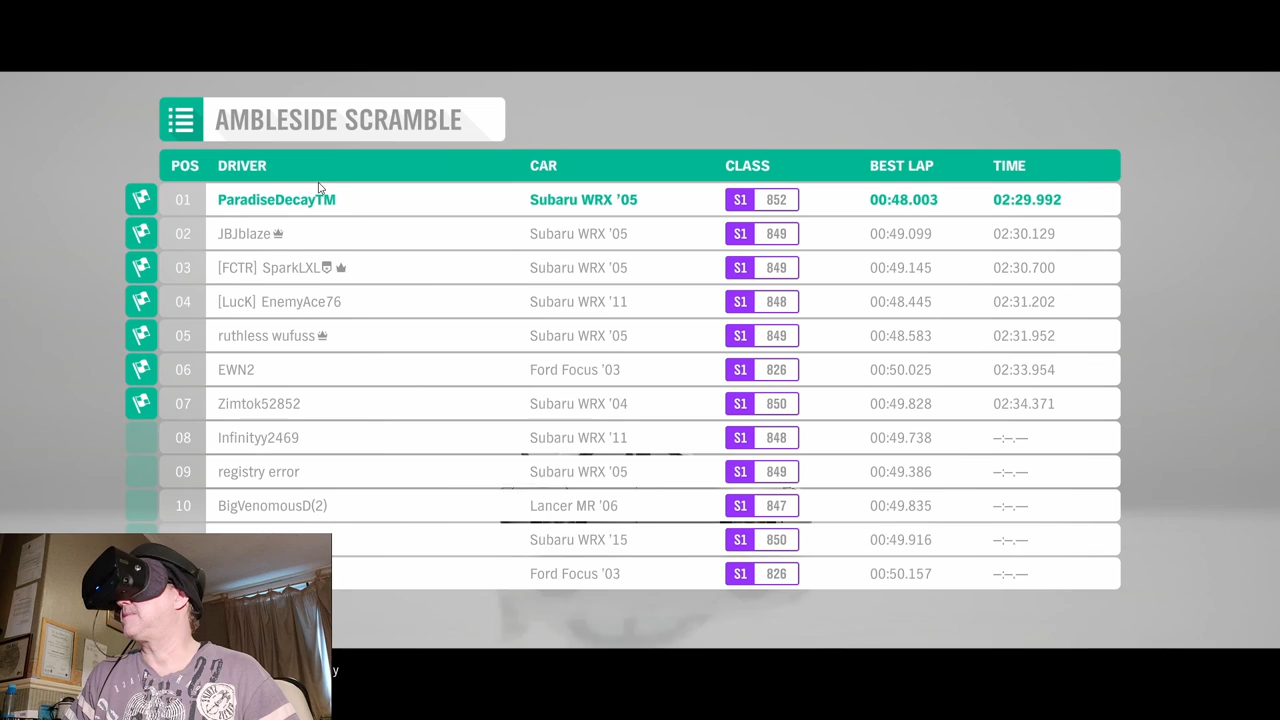 AMBLESIDE SCRAMBLE
POS DRIVER CAR CLASS BEST LAP TIME
01 ParadiseDecayTM Subaru WRX ’05 S1 852 00:48.003 02:29.992
02 JBJblaze Subaru WRX ’05 S1 849 00:49.099 02:30.129
03 [FCTR] SparkLXL Subaru WRX ’05 S1 849 00:49.145 02:30.700
04 [LucK] EnemyAce76 Subaru WRX ’11 S1 848 00:48.445 02:31.202
05 ruthless wufuss Subaru WRX ’05 S1 849 00:48.583 02:31.952
06 EWN2 Ford Focus ’03 S1 826 00:50.025 02:33.954
07 Zimtok52852 Subaru WRX ’04 S1 850 00:49.828 02:34.371
08 Infinityy2469 Subaru WRX ’11 S1 848 00:49.738 --:--.---
09 registry error Subaru WRX ’05 S1 849 00:49.386 --:--.---
10 BigVenomousD(2) Lancer MR ’06 S1 847 00:49.835 --:--.---
Subaru WRX ’15 S1 850 00:49.916 --:--.---
Ford Focus ’03 S1 826 00:50.157 --:--.---
y